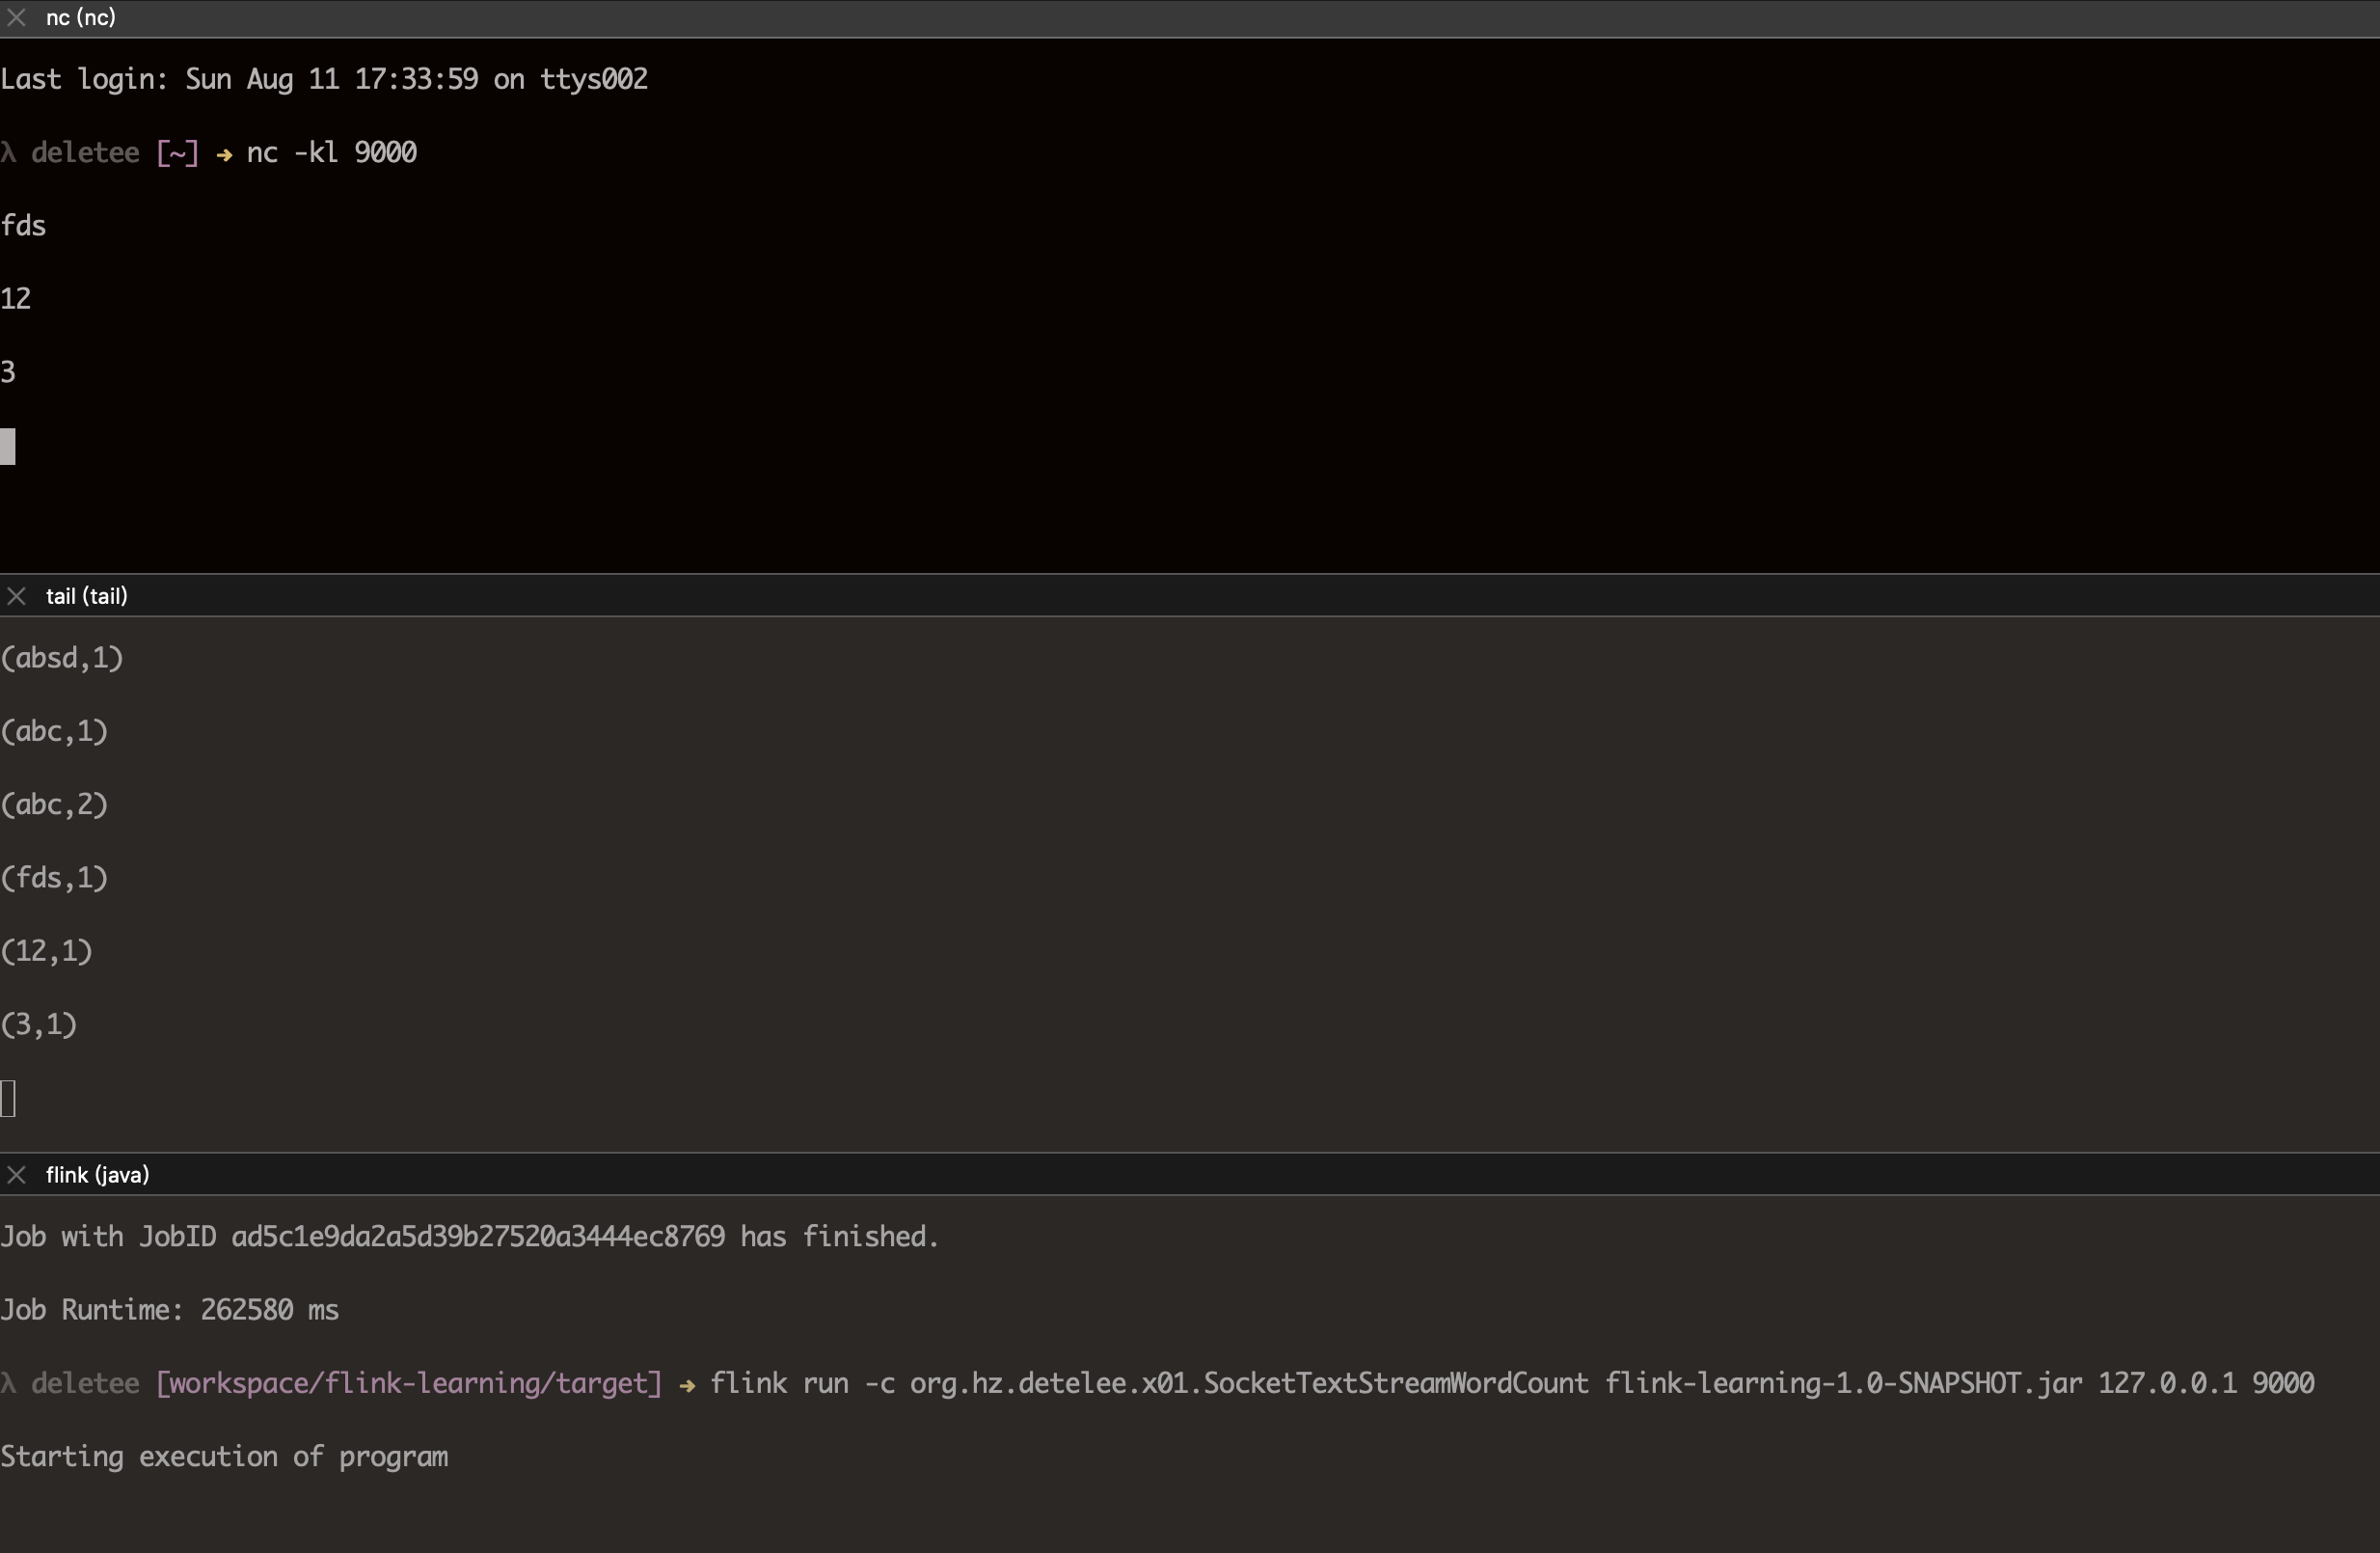 nc (nc)
Last login: Sun Aug 11 17:33:59 on ttys002
λ deletee [~] → nc -kl 9000
fds
12
3
tail (tail)
(absd,1)
(abc,1)
(abc,2)
(fds,1)
(12,1)
(3,1)
flink (java)
Job with JobID ad5c1e9da2a5d39b27520a3444ec8769 has finished.
Job Runtime: 262580 ms
λ deletee [workspace/flink-learning/target] → flink run -c org.hz.detelee.x01.SocketTextStreamWordCount flink-learning-1.0-SNAPSHOT.jar 127.0.0.1 9000
Starting execution of program